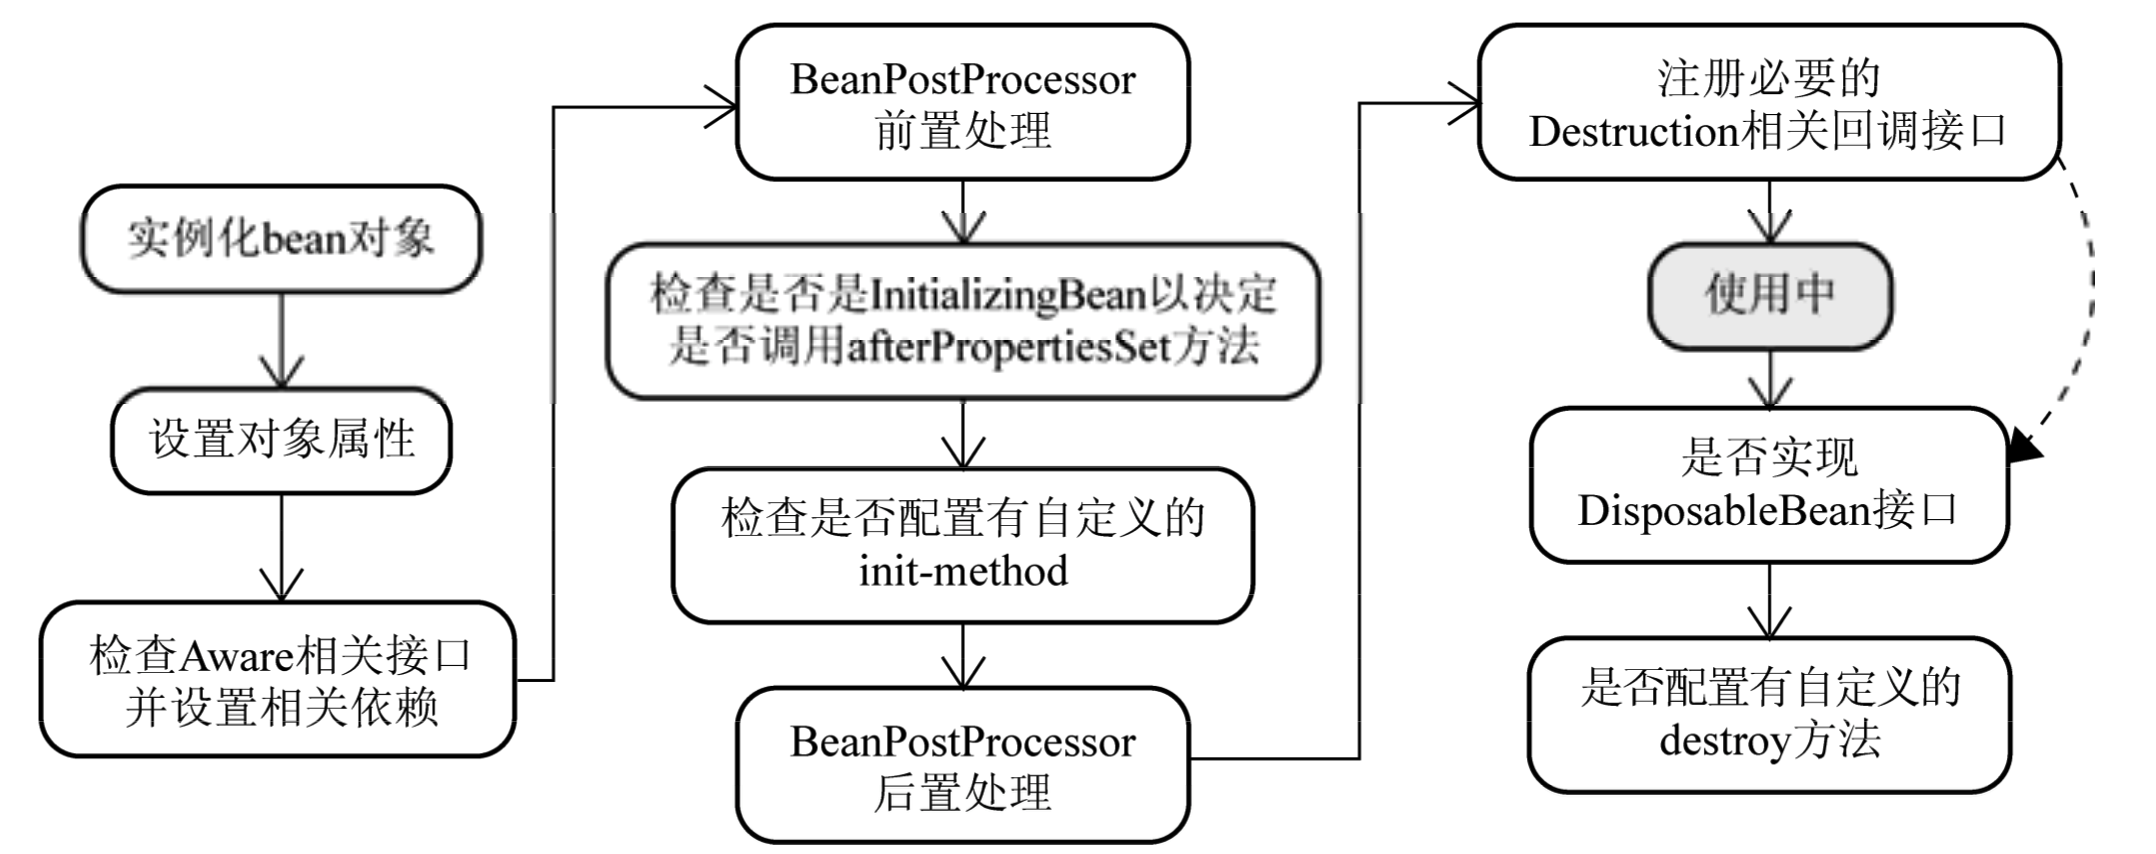 实例化bean对象
设置对象属性
检查Aware相关接口
并设置相关依赖
BeanPostProcessor
前置处理
检查是否是InitializingBean以决定
是否调用afterPropertiesSet方法
检查是否配置有自定义的
init-method
BeanPostProcessor
后置处理
注册必要的
Destruction相关回调接口
使用中
是否实现
DisposableBean接口
是否配置有自定义的
destroy方法